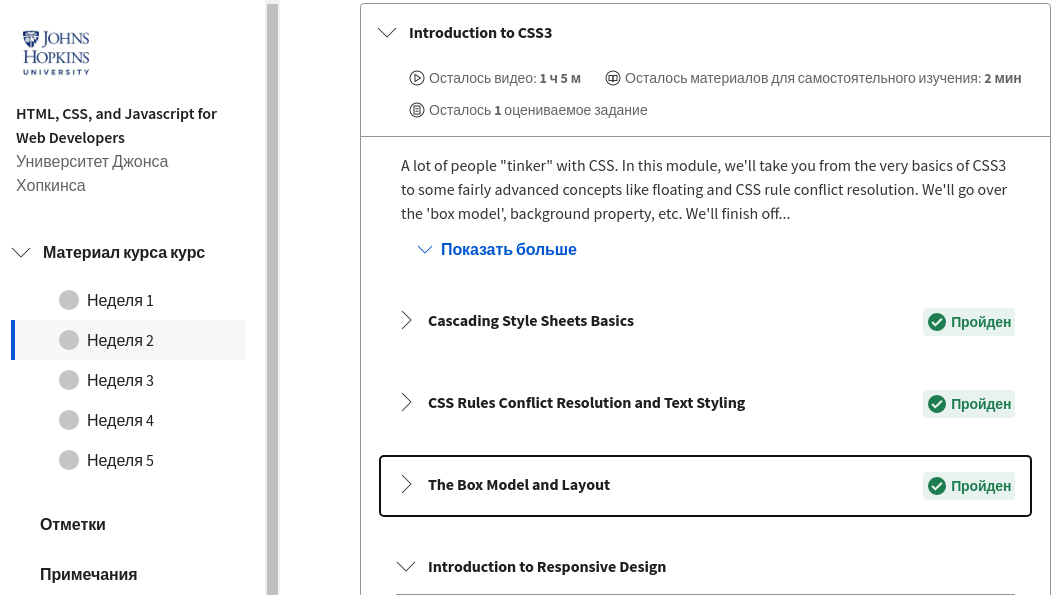 JOHNS
HOPKINS
UNIVERSITY
HTML, CSS, and Javascript for
Web Developers
Университет Джонса
Хопкинса
Материал курса курс
Неделя 1
Неделя 2
Неделя 3
Неделя 4
Неделя 5
Отметки
Примечания
Introduction to CSS3
Осталось видео: 1 ч 5 м
Осталось материалов для самостоятельного изучения: 2 мин
Осталось 1 оцениваемое задание
A lot of people "tinker" with CSS. In this module, we'll take you from the very basics of CSS3
to some fairly advanced concepts like floating and CSS rule conflict resolution. We'll go over
the 'box model', background property, etc. We'll finish off...
Показать больше
Cascading Style Sheets Basics
Пройден
CSS Rules Conflict Resolution and Text Styling
Пройден
The Box Model and Layout
Пройден
Introduction to Responsive Design